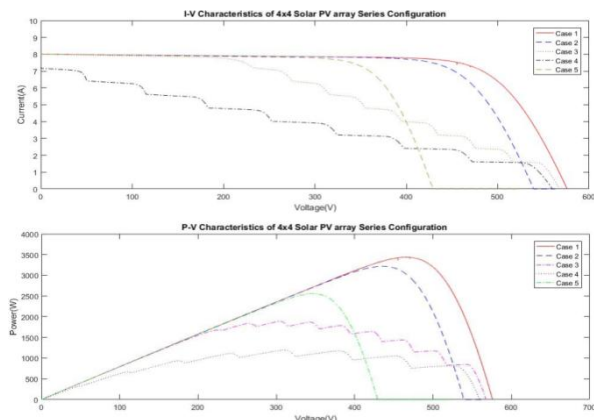 I-V Characteristics of 4x4 Solar PV array Series Configuration
10
9
8
7
6
5
4
3
2
1
0
Current(A)
0 100 200 300 400 500 600
Voltage(V)
Case 1
Case 2
Case 3
Case 4
Case 5
P-V Characteristics of 4x4 Solar PV array Series Configuration
4000
3500
3000
2500
2000
1500
1000
500
0
Power(W)
0 100 200 300 400 500 600 700
Voltage(V)
Case 1
Case 2
Case 3
Case 4
Case 5